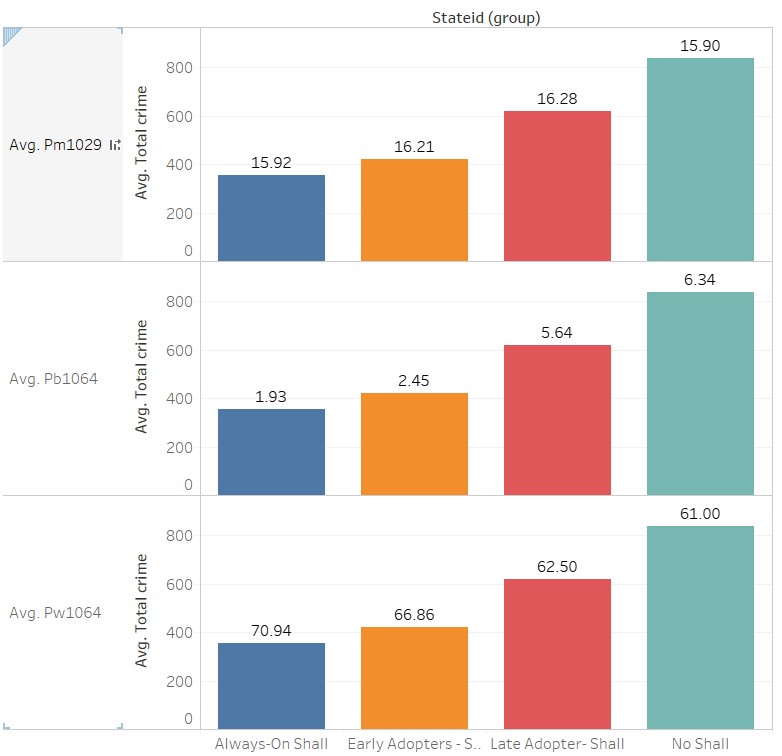 Stateid (group)
Avg. Pm1029
Avg. Total crime
800
600
400
200
0
15.92
16.21
16.28
15.90
Avg. Pb1064
Avg. Total crime
800
600
400
200
0
1.93
2.45
5.64
6.34
Avg. Pw1064
Avg. Total crime
800
600
400
200
0
70.94
66.86
62.50
61.00
Always-On Shall
Early Adopters - S..
Late Adopter- Shall
No Shall